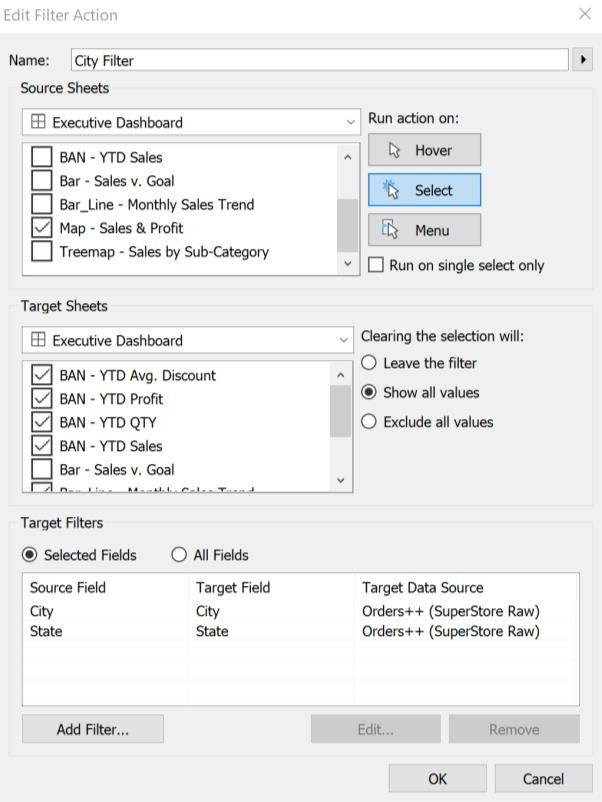 Edit Filter Action
Name: City Filter
Source Sheets
Executive Dashboard
BAN - YTD Sales
Bar - Sales v. Goal
Bar_Line - Monthly Sales Trend
Map - Sales & Profit
Treemap - Sales by Sub-Category
Run action on:
Hover
Select
Menu
Run on single select only
Target Sheets
Executive Dashboard
BAN - YTD Avg. Discount
BAN - YTD Profit
BAN - YTD QTY
BAN - YTD Sales
Bar - Sales v. Goal
Bar_Line - Monthly Sales Trend
Clearing the selection will:
Leave the filter
Show all values
Exclude all values
Target Filters
Selected Fields All Fields
Source Field Target Field Target Data Source
City City Orders++ (SuperStore Raw)
State State Orders++ (SuperStore Raw)
Add Filter... Edit... Remove
OK Cancel